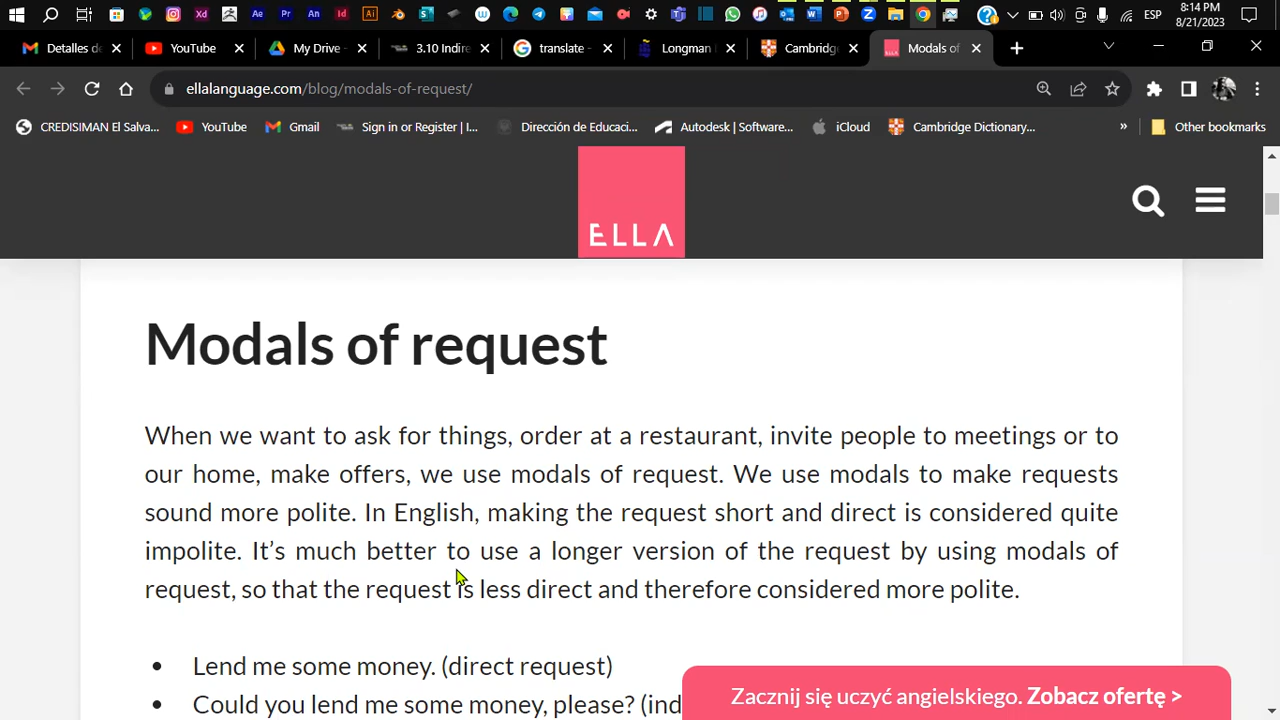 Xd
Ae
Pr
An
Id
Ai
ESP
8:14 PM
8/21/2023
Detalles de
YouTube
My Drive -
3.10 Indire
translate -
Longman
Cambridg
Modals of
ellalanguage.com/blog/modals-of-request/
CREDISIMAN El Salva...
YouTube
Gmail
Sign in or Register | I...
Dirección de Educaci...
Autodesk | Software...
iCloud
Cambridge Dictionary...
»
Other bookmarks
ELLA
Modals of request
When we want to ask for things, order at a restaurant, invite people to meetings or to
our home, make offers, we use modals of request. We use modals to make requests
sound more polite. In English, making the request short and direct is considered quite
impolite. It’s much better to use a longer version of the request by using modals of
request, so that the request is less direct and therefore considered more polite.
• Lend me some money. (direct request)
• Could you lend me some money, please? (ind
Zacznij się uczyć angielskiego. Zobacz ofertę >